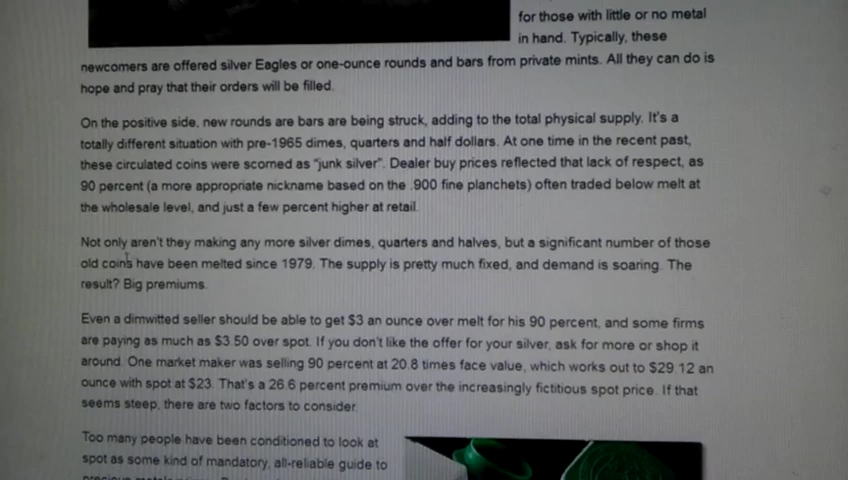 for those with little or no metal
in hand. Typically, these
newcomers are offered silver Eagles or one-ounce rounds and bars from private mints. All they can do is
hope and pray that their orders will be filled.
On the positive side, new rounds are bars are being struck, adding to the total physical supply. It's a
totally different situation with pre-1965 dimes, quarters and half dollars. At one time in the recent past,
these circulated coins were scorned as "junk silver". Dealer buy prices reflected that lack of respect, as
90 percent (a more appropriate nickname based on the .900 fine planchets) often traded below melt at
the wholesale level, and just a few percent higher at retail.
Not only aren't they making any more silver dimes, quarters and halves, but a significant number of those
old coins have been melted since 1979. The supply is pretty much fixed, and demand is soaring. The
result? Big premiums.
Even a dimwitted seller should be able to get $3 an ounce over melt for his 90 percent, and some firms
are paying as much as $3.50 over spot. If you don't like the offer for your silver, ask for more or shop it
around. One market maker was selling 90 percent at 20.8 times face value, which works out to $29.12 an
ounce with spot at $23. That's a 26.6 percent premium over the increasingly fictitious spot price. If that
seems steep, there are two factors to consider.
Too many people have been conditioned to look at
spot as some kind of mandatory, all-reliable guide to